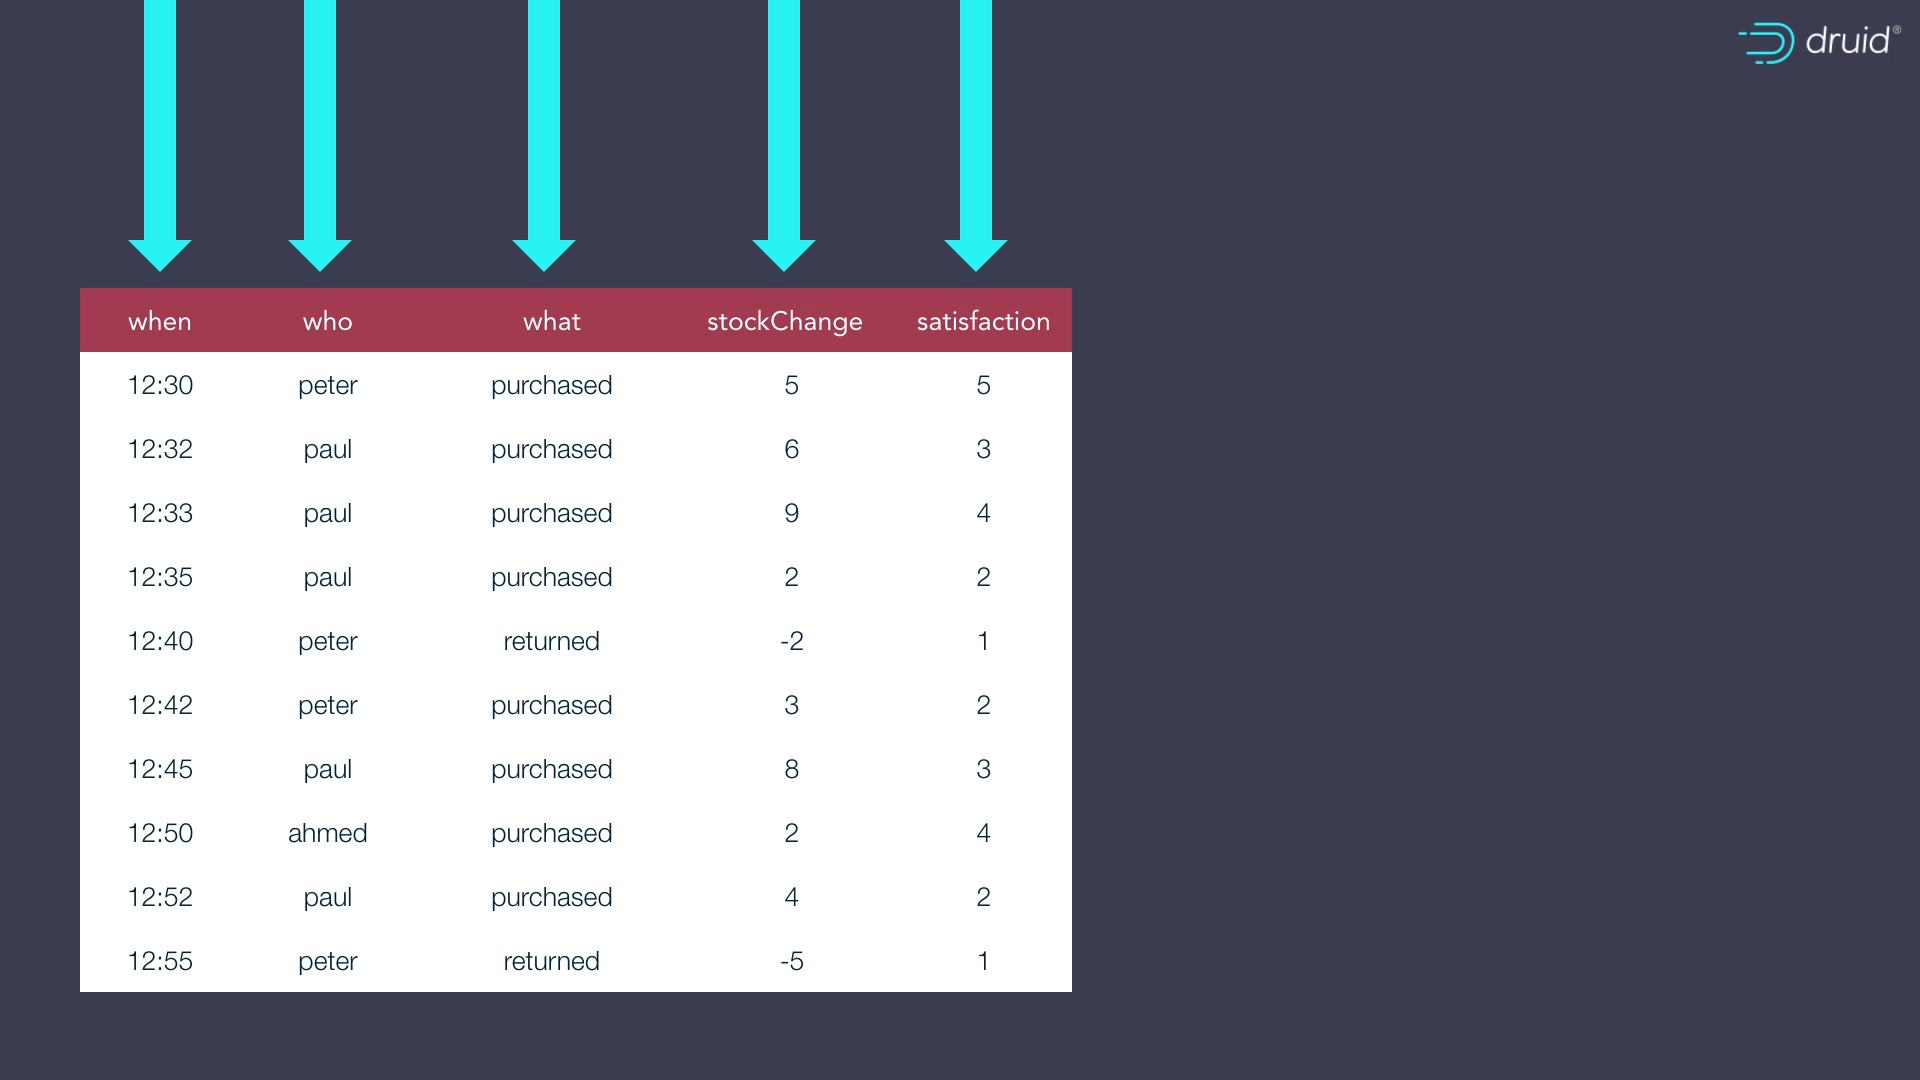 druid®
when who what stockChange satisfaction
12:30 peter purchased 5 5
12:32 paul purchased 6 3
12:33 paul purchased 9 4
12:35 paul purchased 2 2
12:40 peter returned -2 1
12:42 peter purchased 3 2
12:45 paul purchased 8 3
12:50 ahmed purchased 2 4
12:52 paul purchased 4 2
12:55 peter returned -5 1